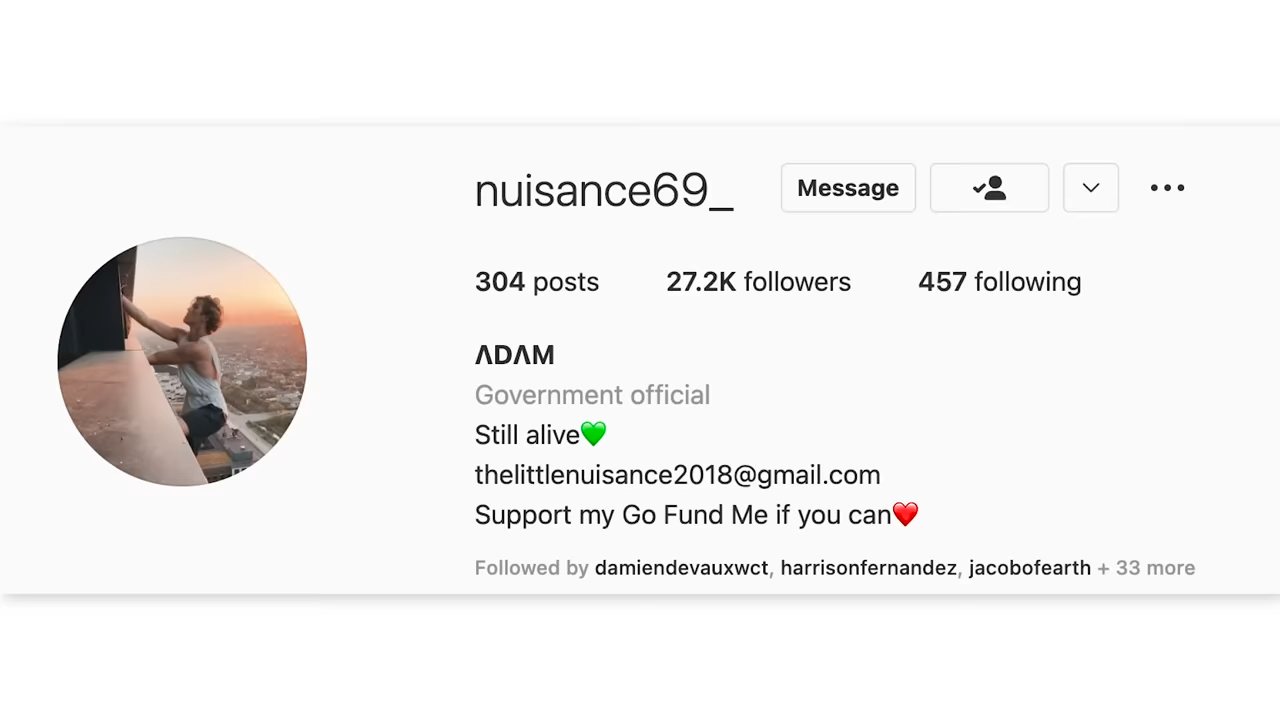 nuisance69_ Message
304 posts 27.2K followers 457 following
ΛDΛM
Government official
Still alive💚
thelittlenuisance2018@gmail.com
Support my Go Fund Me if you can❤️
Followed by damiendevauxwct, harrisonfernandez, jacobofearth + 33 more